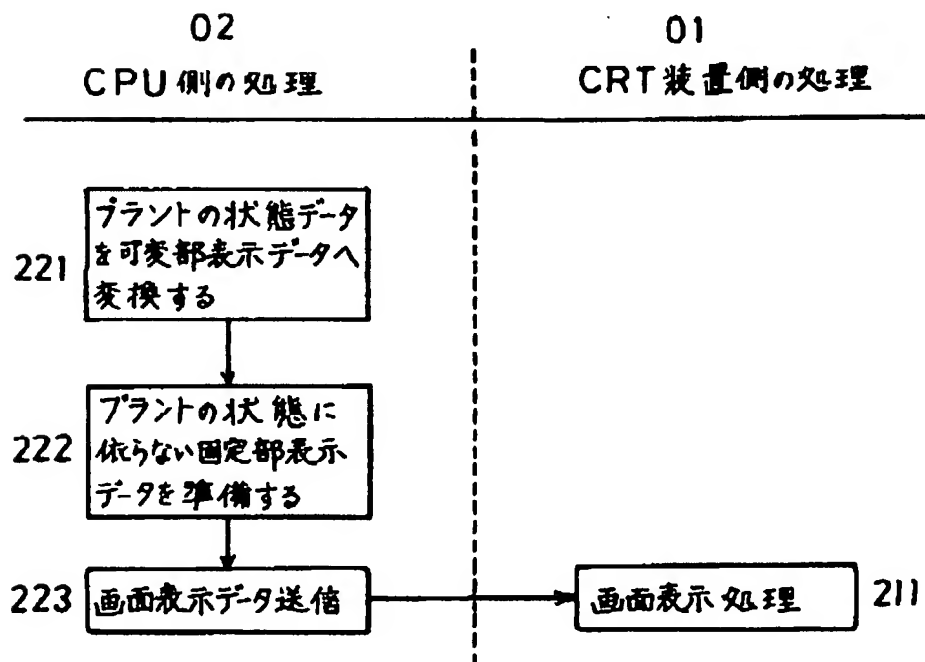 02
CPU側の処理
01
CRT装置側の処理
221
プラントの状態データ
を可変部表示データへ
変換する
222
プラントの状態に
依らない固定部表示
データを準備する
223
画面表示データ送信
画面表示処理
211